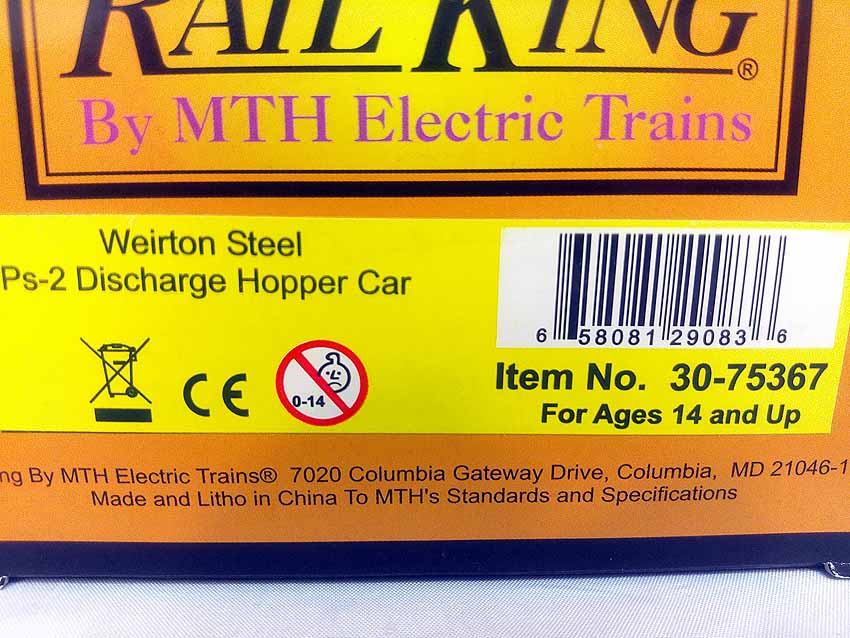 RAIL KING®
By MTH Electric Trains
Weirton Steel
Ps-2 Discharge Hopper Car
0-14
CE
6 58081 29083 6
Item No. 30-75367
For Ages 14 and Up
ng By MTH Electric Trains® 7020 Columbia Gateway Drive, Columbia, MD 21046-1
Made and Litho in China To MTH's Standards and Specifications